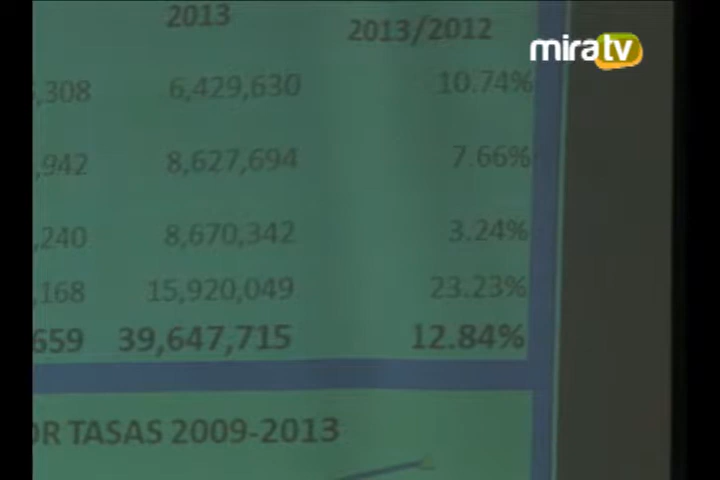 2013 2013/2012
miratv
,308 6,429,630 10.74%
,942 8,627,694 7.66%
,240 8,670,342 3.24%
,168 15,920,049 23.23%
659 39,647,715 12.84%
OR TASAS 2009-2013